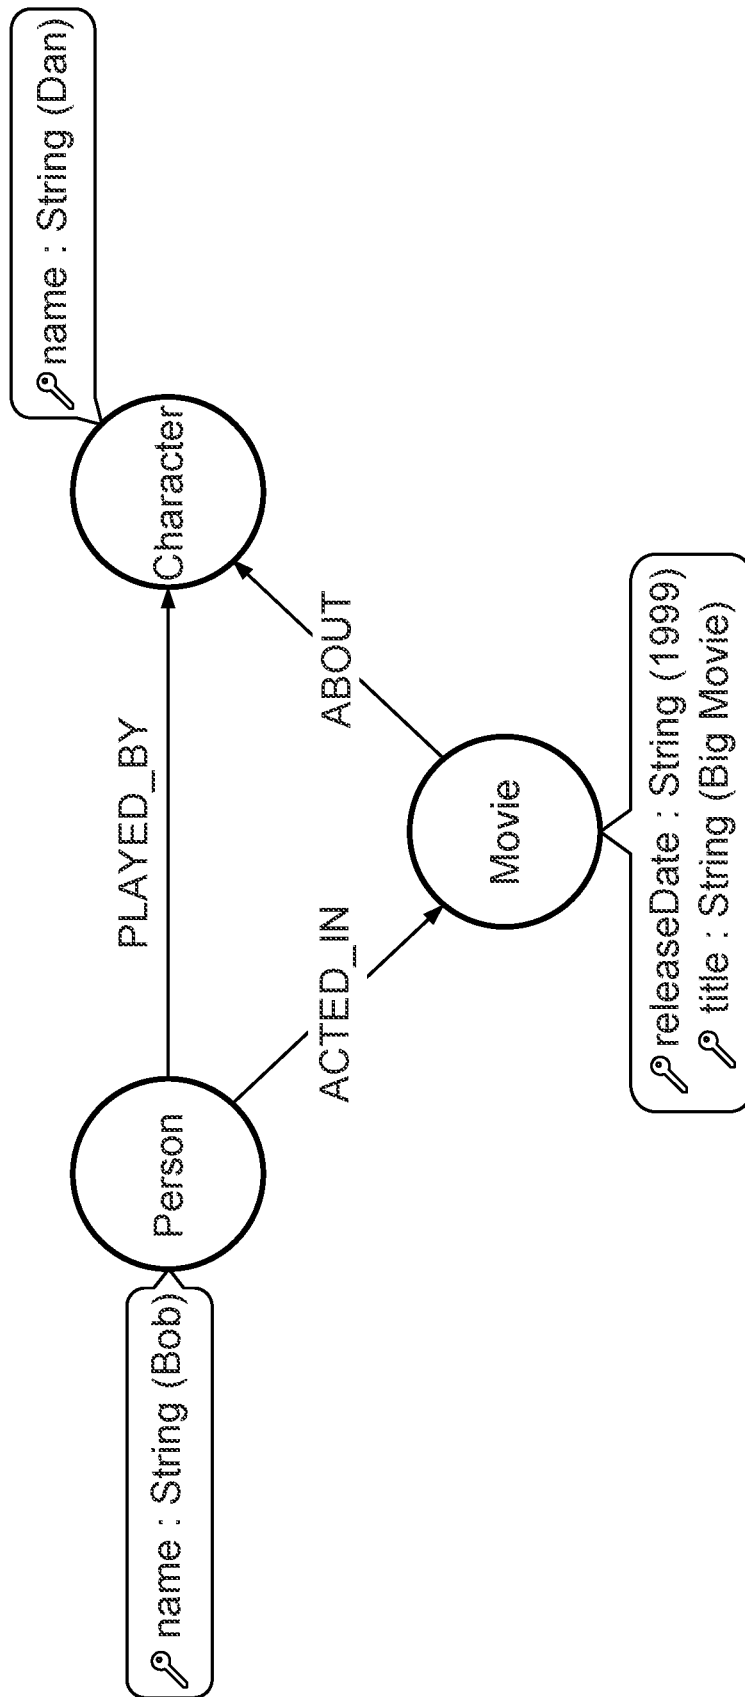 name : String (Dan)
Character
PLAYED_BY
ABOUT
Person
ACTED_IN
Movie
name : String (Bob)
releaseDate : String (1999)
title : String (Big Movie)